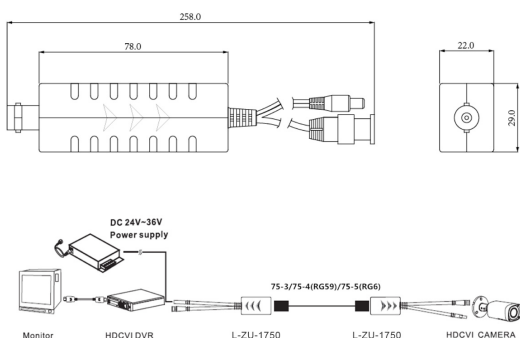 258.0
78.0
22.0
29.0
DC 24V~36V
Power supply
75-3/75-4(RG59)/75-5(RG6)
Monitor
HDCVI DVR
L-ZU-1750
L-ZU-1750
HDCVI CAMERA